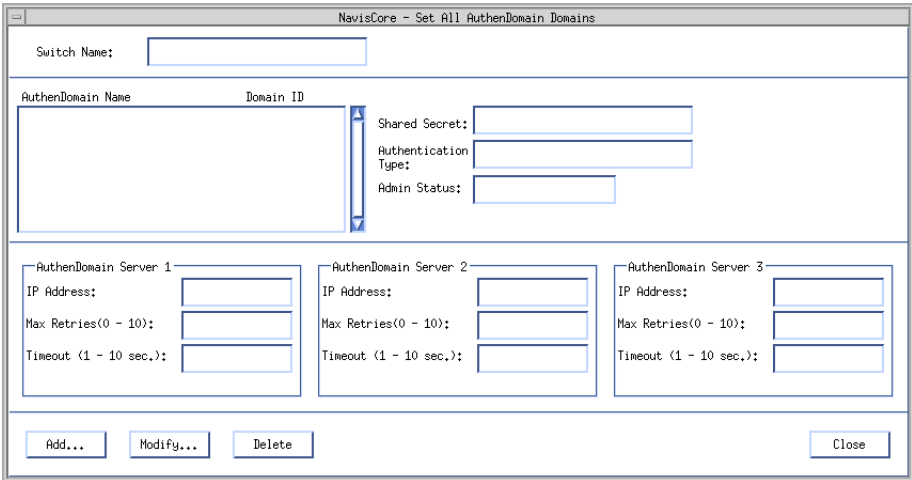 NavisCore - Set All AuthenDomain Domains
Switch Name:
AuthenDomain Name Domain ID
Shared Secret:
Authentication
Type:
Admin Status:
AuthenDomain Server 1 AuthenDomain Server 2 AuthenDomain Server 3
IP Address: IP Address: IP Address:
Max Retries(0 - 10): Max Retries(0 - 10): Max Retries(0 - 10):
Timeout (1 - 10 sec.): Timeout (1 - 10 sec.): Timeout (1 - 10 sec.):
Add... Modify... Delete Close